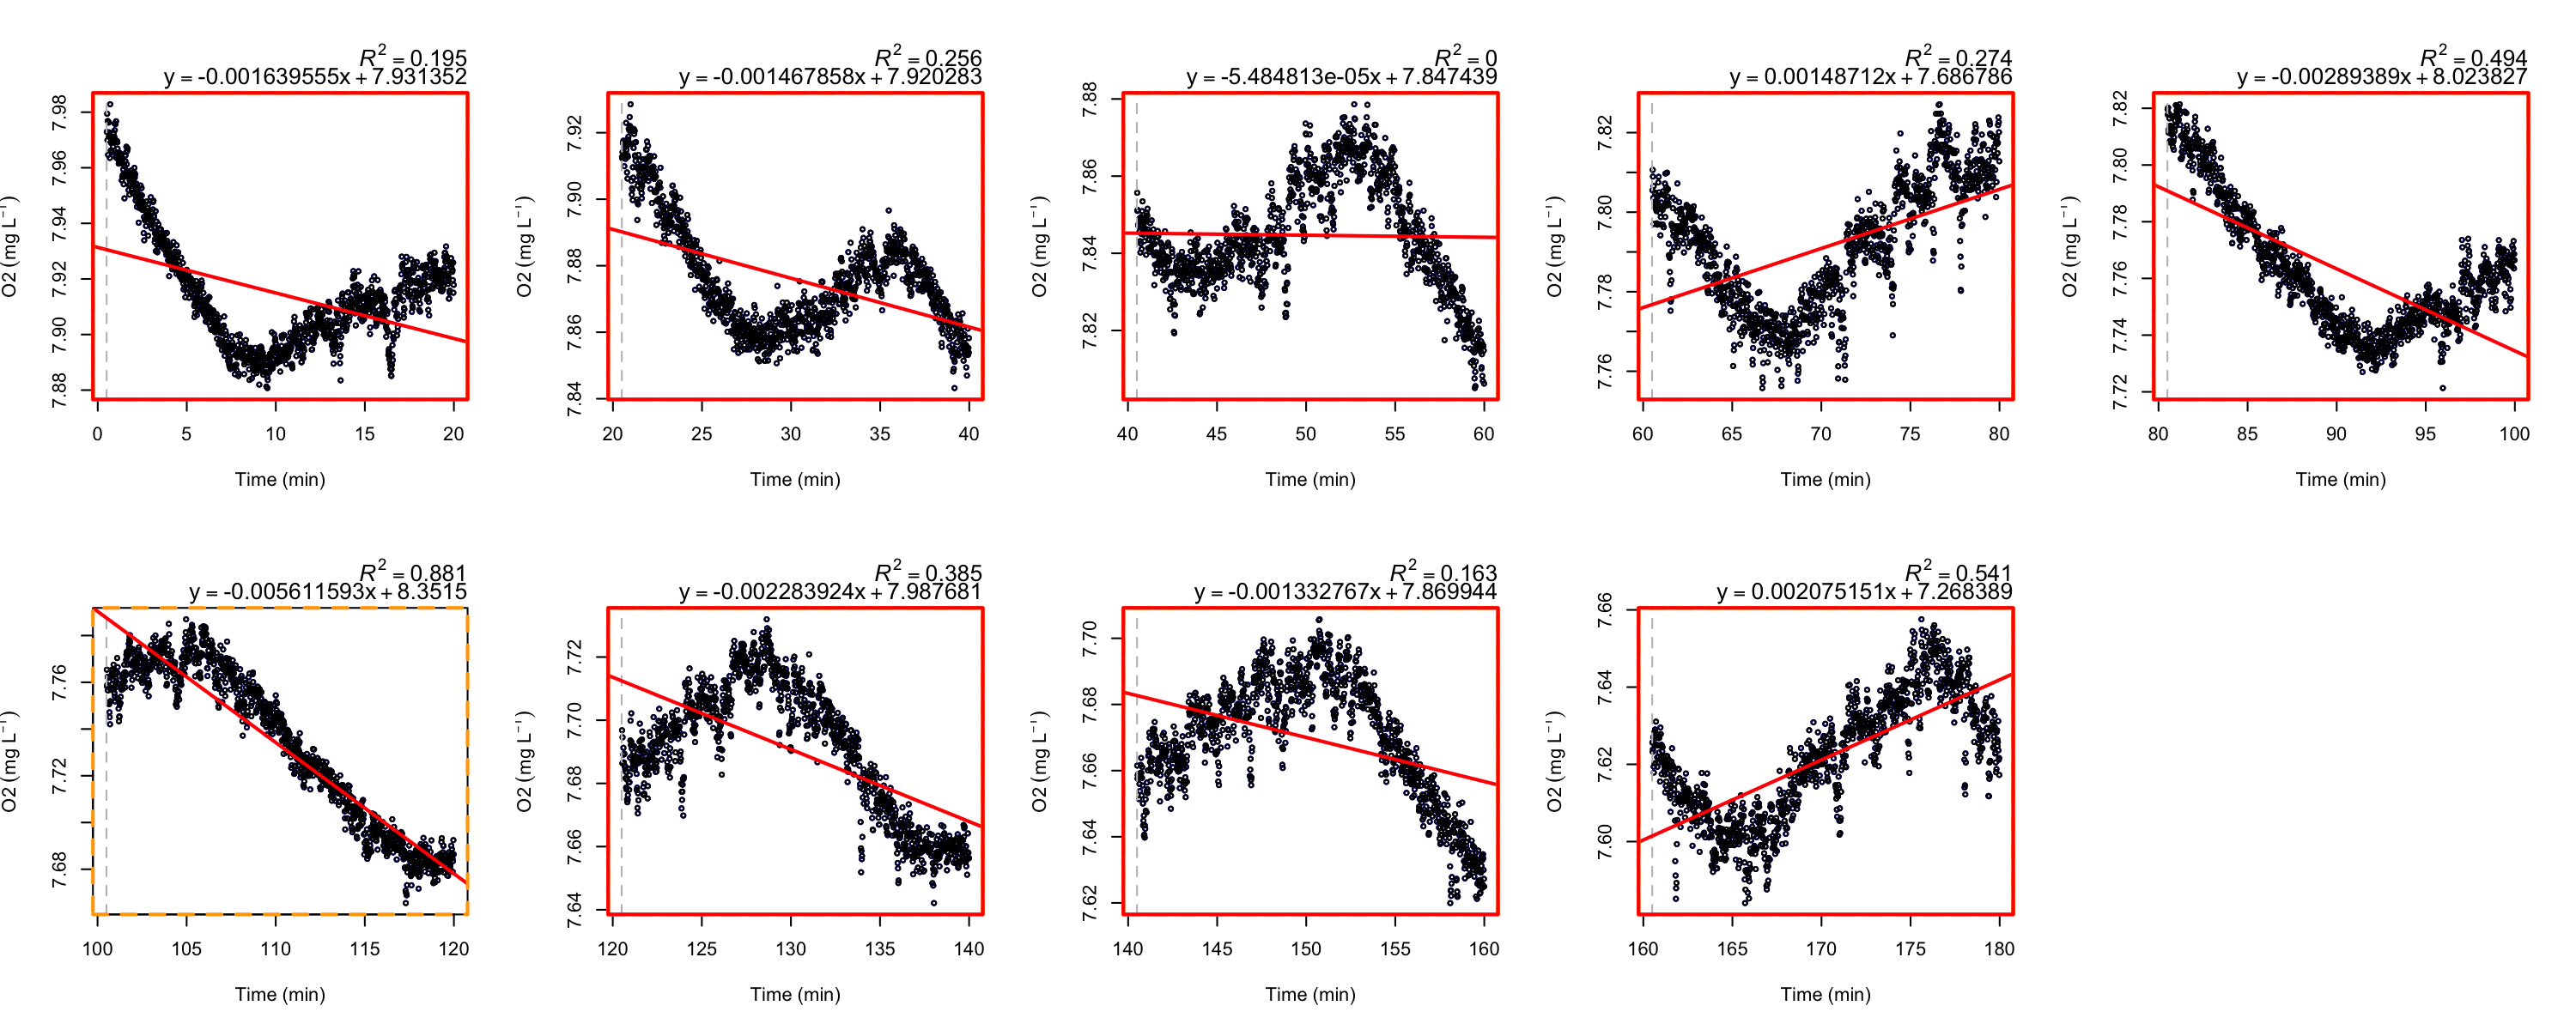 R² = 0.195
y = -0.001639555x + 7.931352
O2 (mg L⁻¹)
7.98
7.96
7.94
7.92
7.90
7.88
0 5 10 15 20
Time (min)
R² = 0.256
y = -0.001467858x + 7.920283
O2 (mg L⁻¹)
7.92
7.90
7.88
7.86
7.84
20 25 30 35 40
Time (min)
R² = 0
y = -5.484813e-05x + 7.847439
O2 (mg L⁻¹)
7.88
7.86
7.84
7.82
40 45 50 55 60
Time (min)
R² = 0.274
y = 0.00148712x + 7.686786
O2 (mg L⁻¹)
7.82
7.80
7.78
7.76
60 65 70 75 80
Time (min)
R² = 0.494
y = -0.00289389x + 8.023827
O2 (mg L⁻¹)
7.82
7.80
7.78
7.76
7.74
7.72
80 85 90 95 100
Time (min)
R² = 0.881
y = -0.005611593x + 8.3515
O2 (mg L⁻¹)
7.76
7.72
7.68
100 105 110 115 120
Time (min)
R² = 0.385
y = -0.002283924x + 7.987681
O2 (mg L⁻¹)
7.72
7.70
7.68
7.66
7.64
120 125 130 135 140
Time (min)
R² = 0.163
y = -0.001332767x + 7.869944
O2 (mg L⁻¹)
7.70
7.68
7.66
7.64
7.62
140 145 150 155 160
Time (min)
R² = 0.541
y = 0.002075151x + 7.268389
O2 (mg L⁻¹)
7.66
7.64
7.62
7.60
160 165 170 175 180
Time (min)